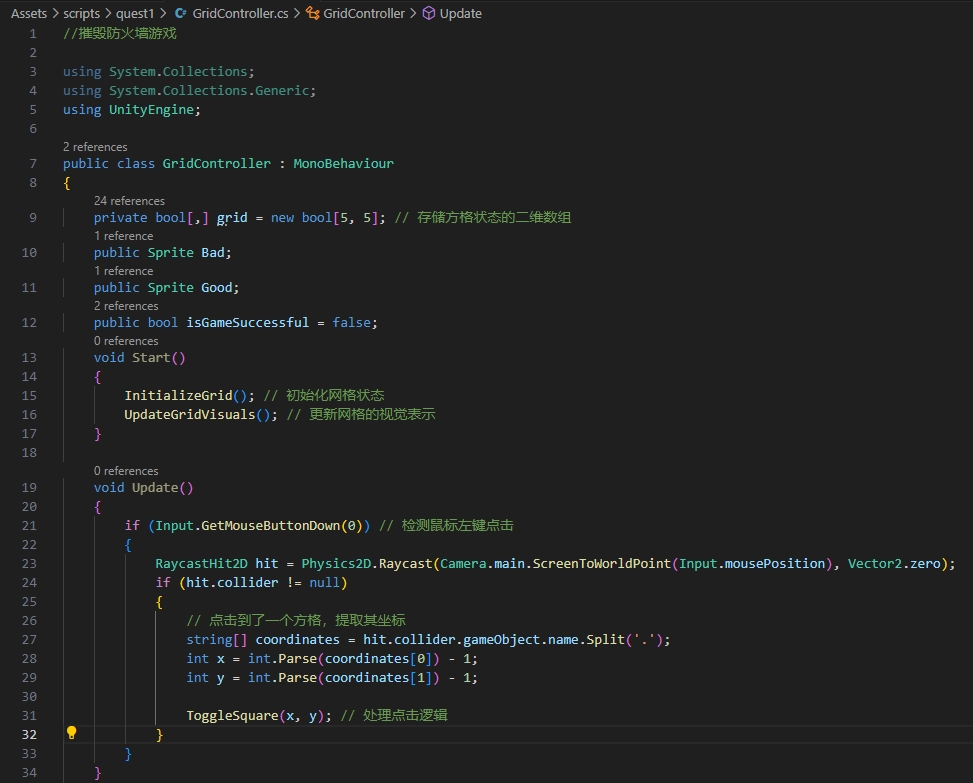 Assets > scripts > quest1 > GridController.cs > GridController > Update
1 //摧毁防火墙游戏
2
3 using System.Collections;
4 using System.Collections.Generic;
5 using UnityEngine;
6
2 references
7 public class GridController : MonoBehaviour
8 {
24 references
9 private bool[,] grid = new bool[5, 5]; // 存储方格状态的二维数组
1 reference
10 public Sprite Bad;
1 reference
11 public Sprite Good;
2 references
12 public bool isGameSuccessful = false;
0 references
13 void Start()
14 {
15 InitializeGrid(); // 初始化网格状态
16 UpdateGridVisuals(); // 更新网格的视觉表示
17 }
18
0 references
19 void Update()
20 {
21 if (Input.GetMouseButtonDown(0)) // 检测鼠标左键点击
22 {
23 RaycastHit2D hit = Physics2D.Raycast(Camera.main.ScreenToWorldPoint(Input.mousePosition), Vector2.zero);
24 if (hit.collider != null)
25 {
26 // 点击到了一个方格，提取其坐标
27 string[] coordinates = hit.collider.gameObject.name.Split('.');
28 int x = int.Parse(coordinates[0]) - 1;
29 int y = int.Parse(coordinates[1]) - 1;
30
31 ToggleSquare(x, y); // 处理点击逻辑
32 }
33 }
34 }